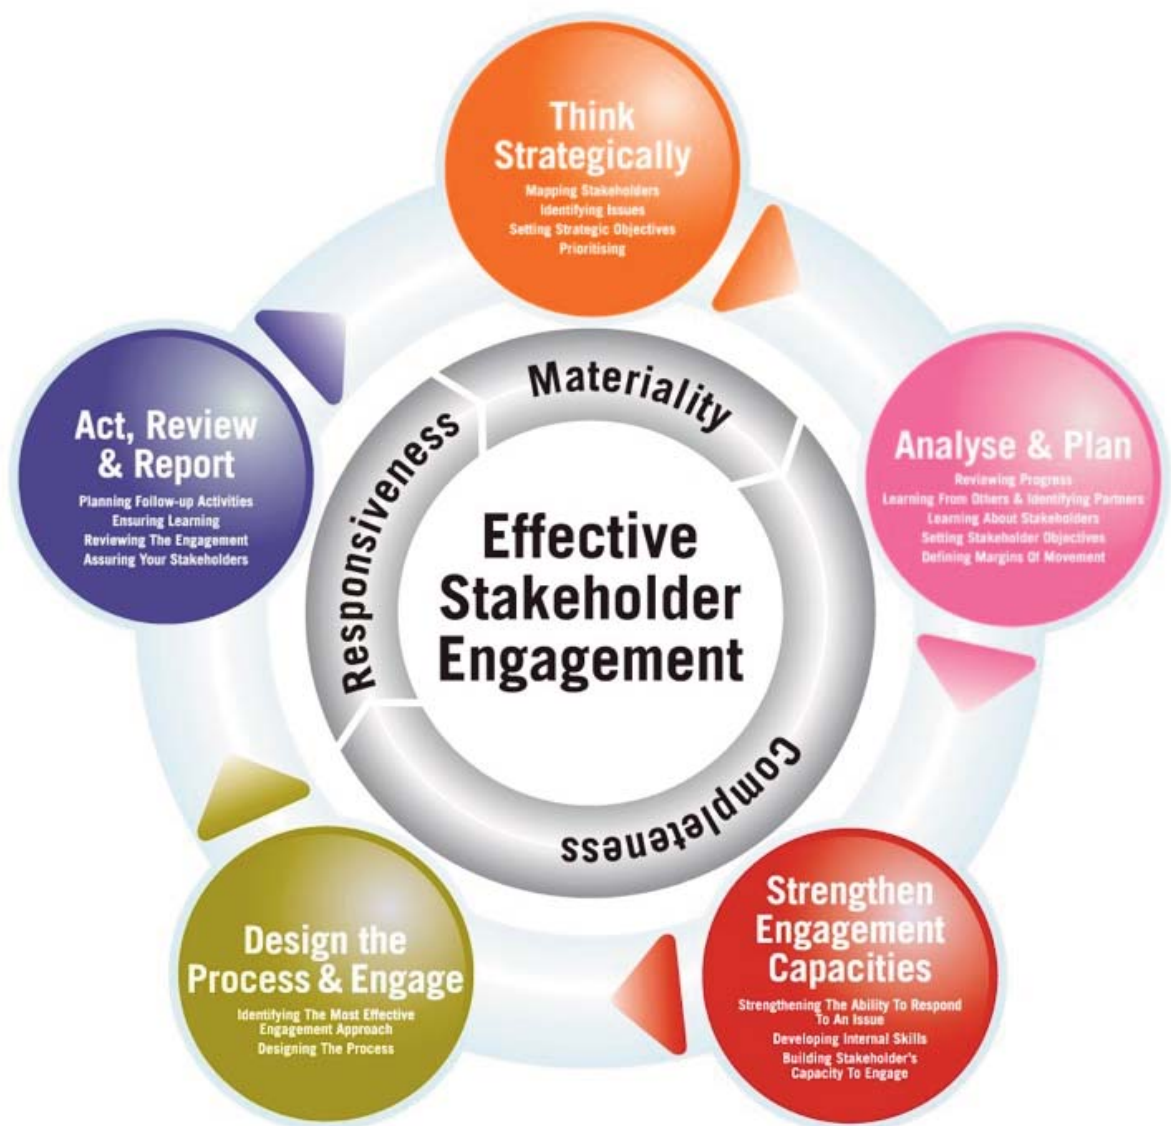 Think
Strategically
Mapping Stakeholders
Identifying Issues
Setting Strategic Objectives
Prioritising
Analyse & Plan
Reviewing Progress
Learning From Others & Identifying Partners
Learning About Stakeholders
Setting Stakeholder Objectives
Defining Margins Of Movement
Strengthen
Engagement
Capacities
Strengthening The Ability To Respond
To An Issue
Developing Internal Skills
Building Stakeholder's
Capacity To Engage
Design the
Process & Engage
Identifying The Most Effective
Engagement Approach
Designing The Process
Act, Review
& Report
Planning Follow-up Activities
Ensuring Learning
Reviewing The Engagement
Assuring Your Stakeholders
Materiality
Completeness
Responsiveness
Effective
Stakeholder
Engagement